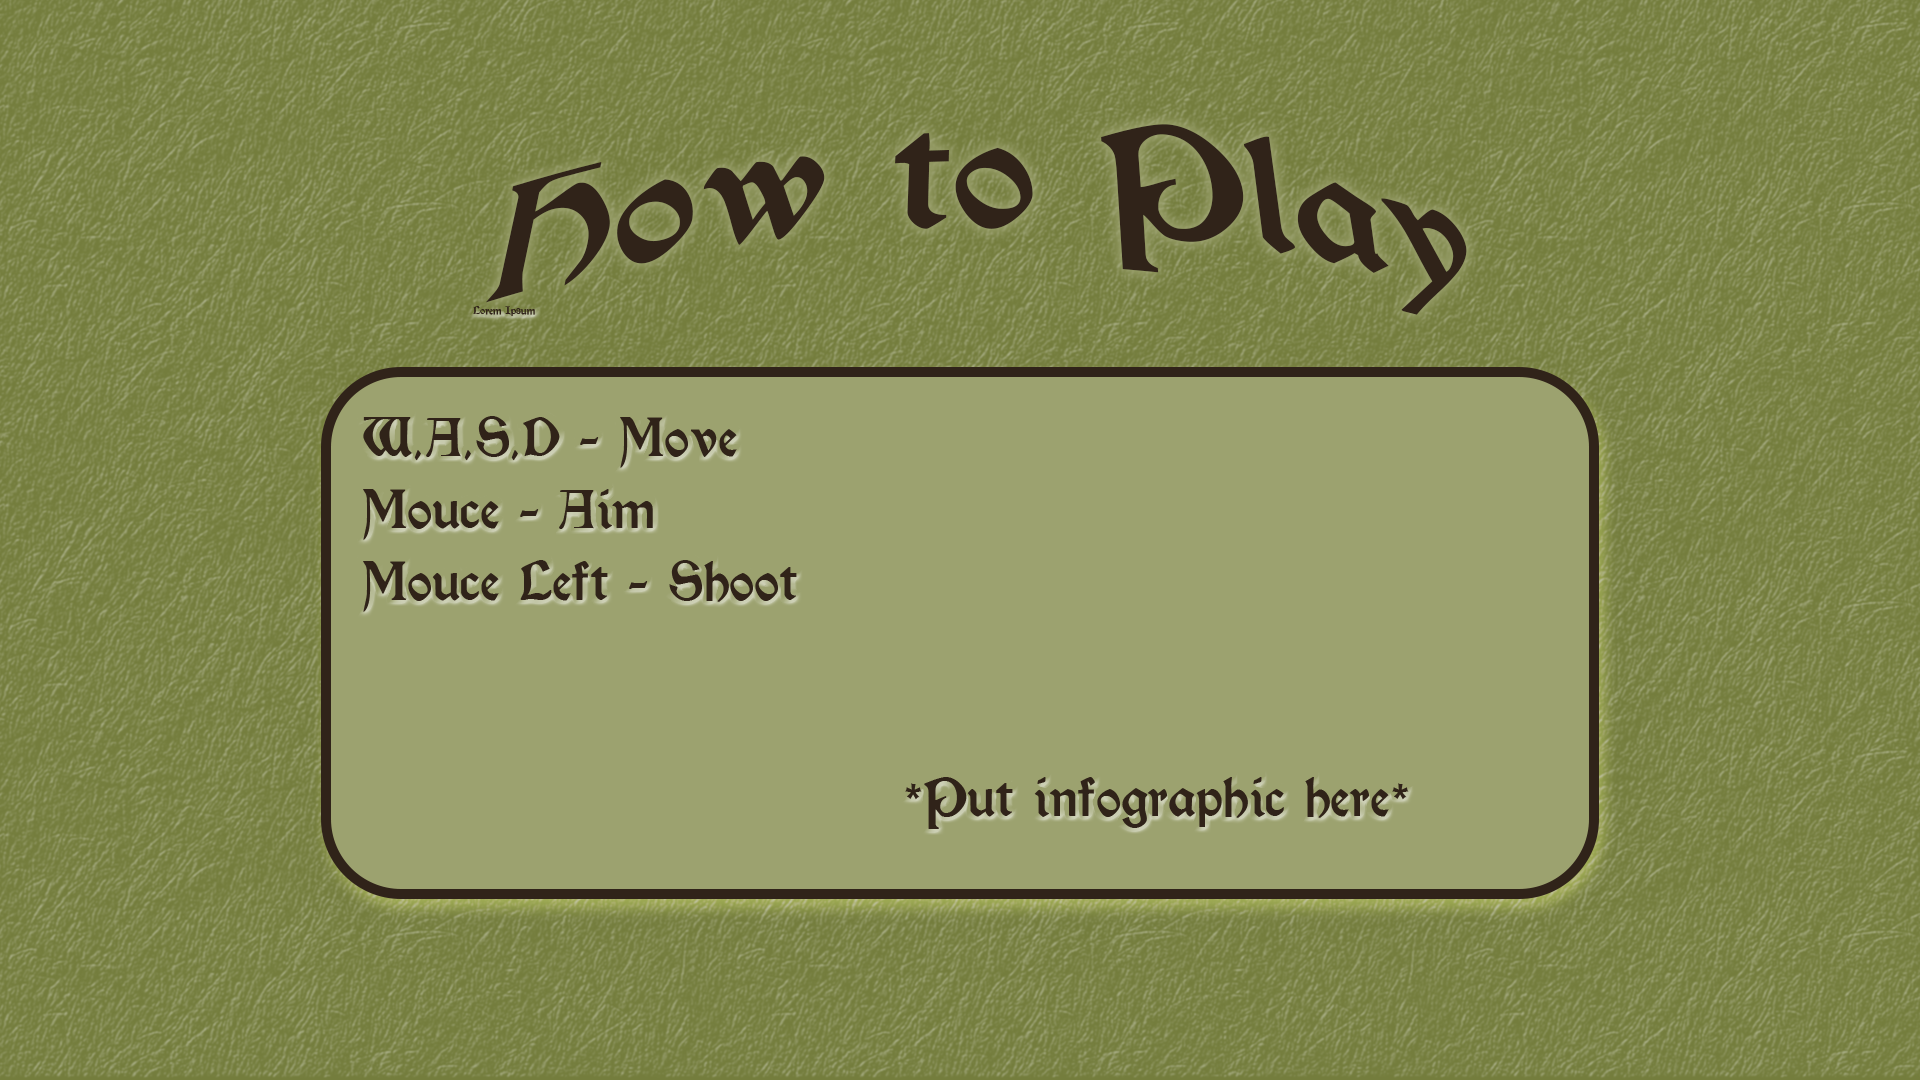 How to Play
Lorem Ipsum
W,A,S,D - Move
Mouce - Aim
Mouce Left - Shoot
*Put infographic here*